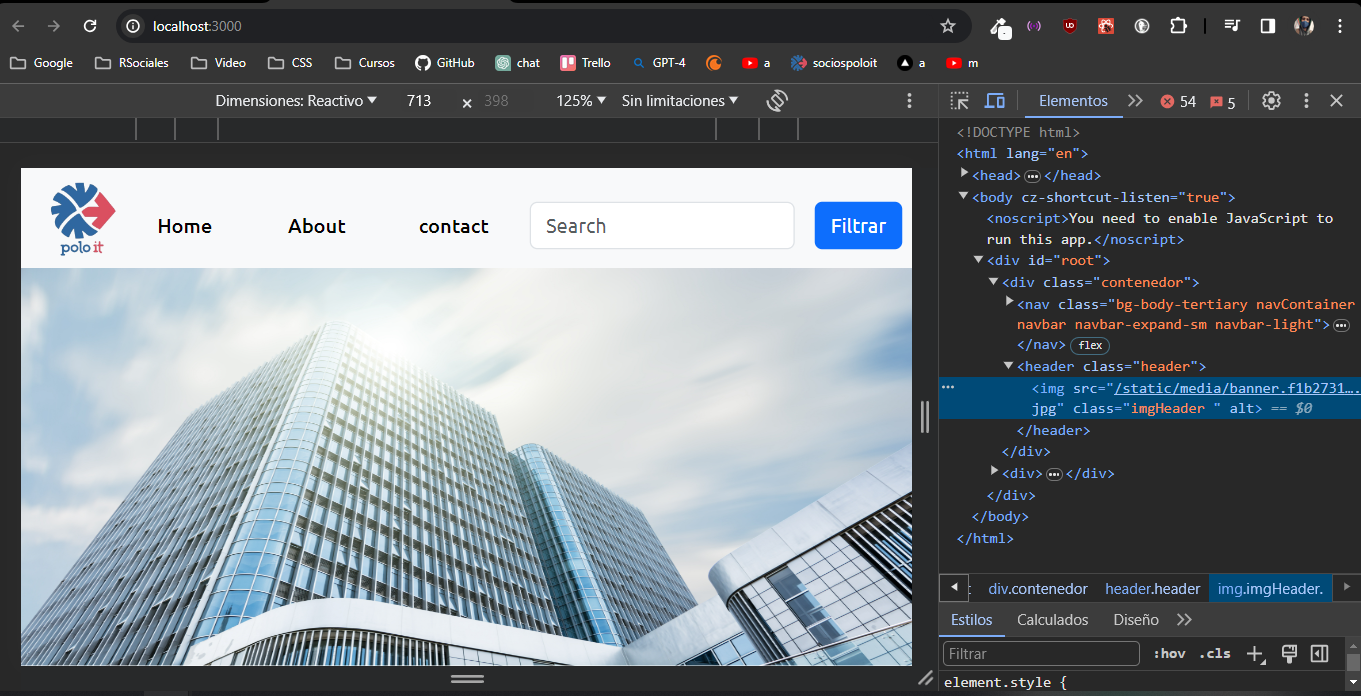 localhost:3000
Google RSociales Video CSS Cursos GitHub chat Trello GPT-4 a sociospoloit a m
Dimensiones: Reactivo 713 x 398 125% Sin limitaciones
Elementos 54 5
<!DOCTYPE html>
<html lang="en">
<head> ••• </head>
<body cz-shortcut-listen="true">
<noscript>You need to enable JavaScript to
run this app.</noscript>
<div id="root">
<div class="contenedor">
<nav class="bg-body-tertiary navContainer
navbar navbar-expand-sm navbar-light"> •••
</nav> flex
<header class="header">
<img src="/static/media/banner.f1b2731….
jpg" class="imgHeader " alt> == $0
</header>
</div>
<div> ••• </div>
</div>
</body>
</html>
div.contenedor header.header img.imgHeader.
Estilos Calculados Diseño
Filtrar :hov .cls
element.style {
polo it
Home About contact Search Filtrar